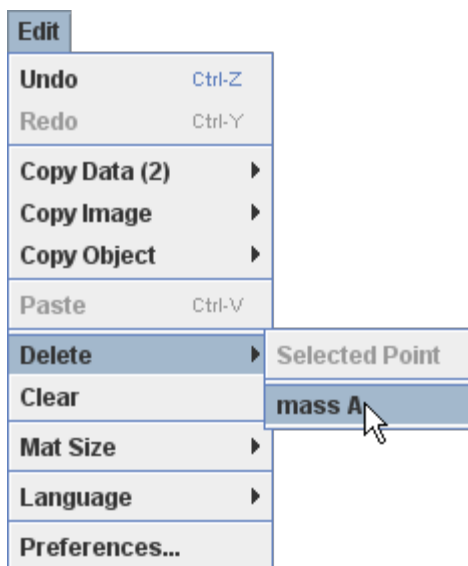 Edit
Undo Ctrl-Z
Redo Ctrl-Y
Copy Data (2)
Copy Image
Copy Object
Paste Ctrl-V
Delete
Selected Point
Clear
mass A
Mat Size
Language
Preferences...